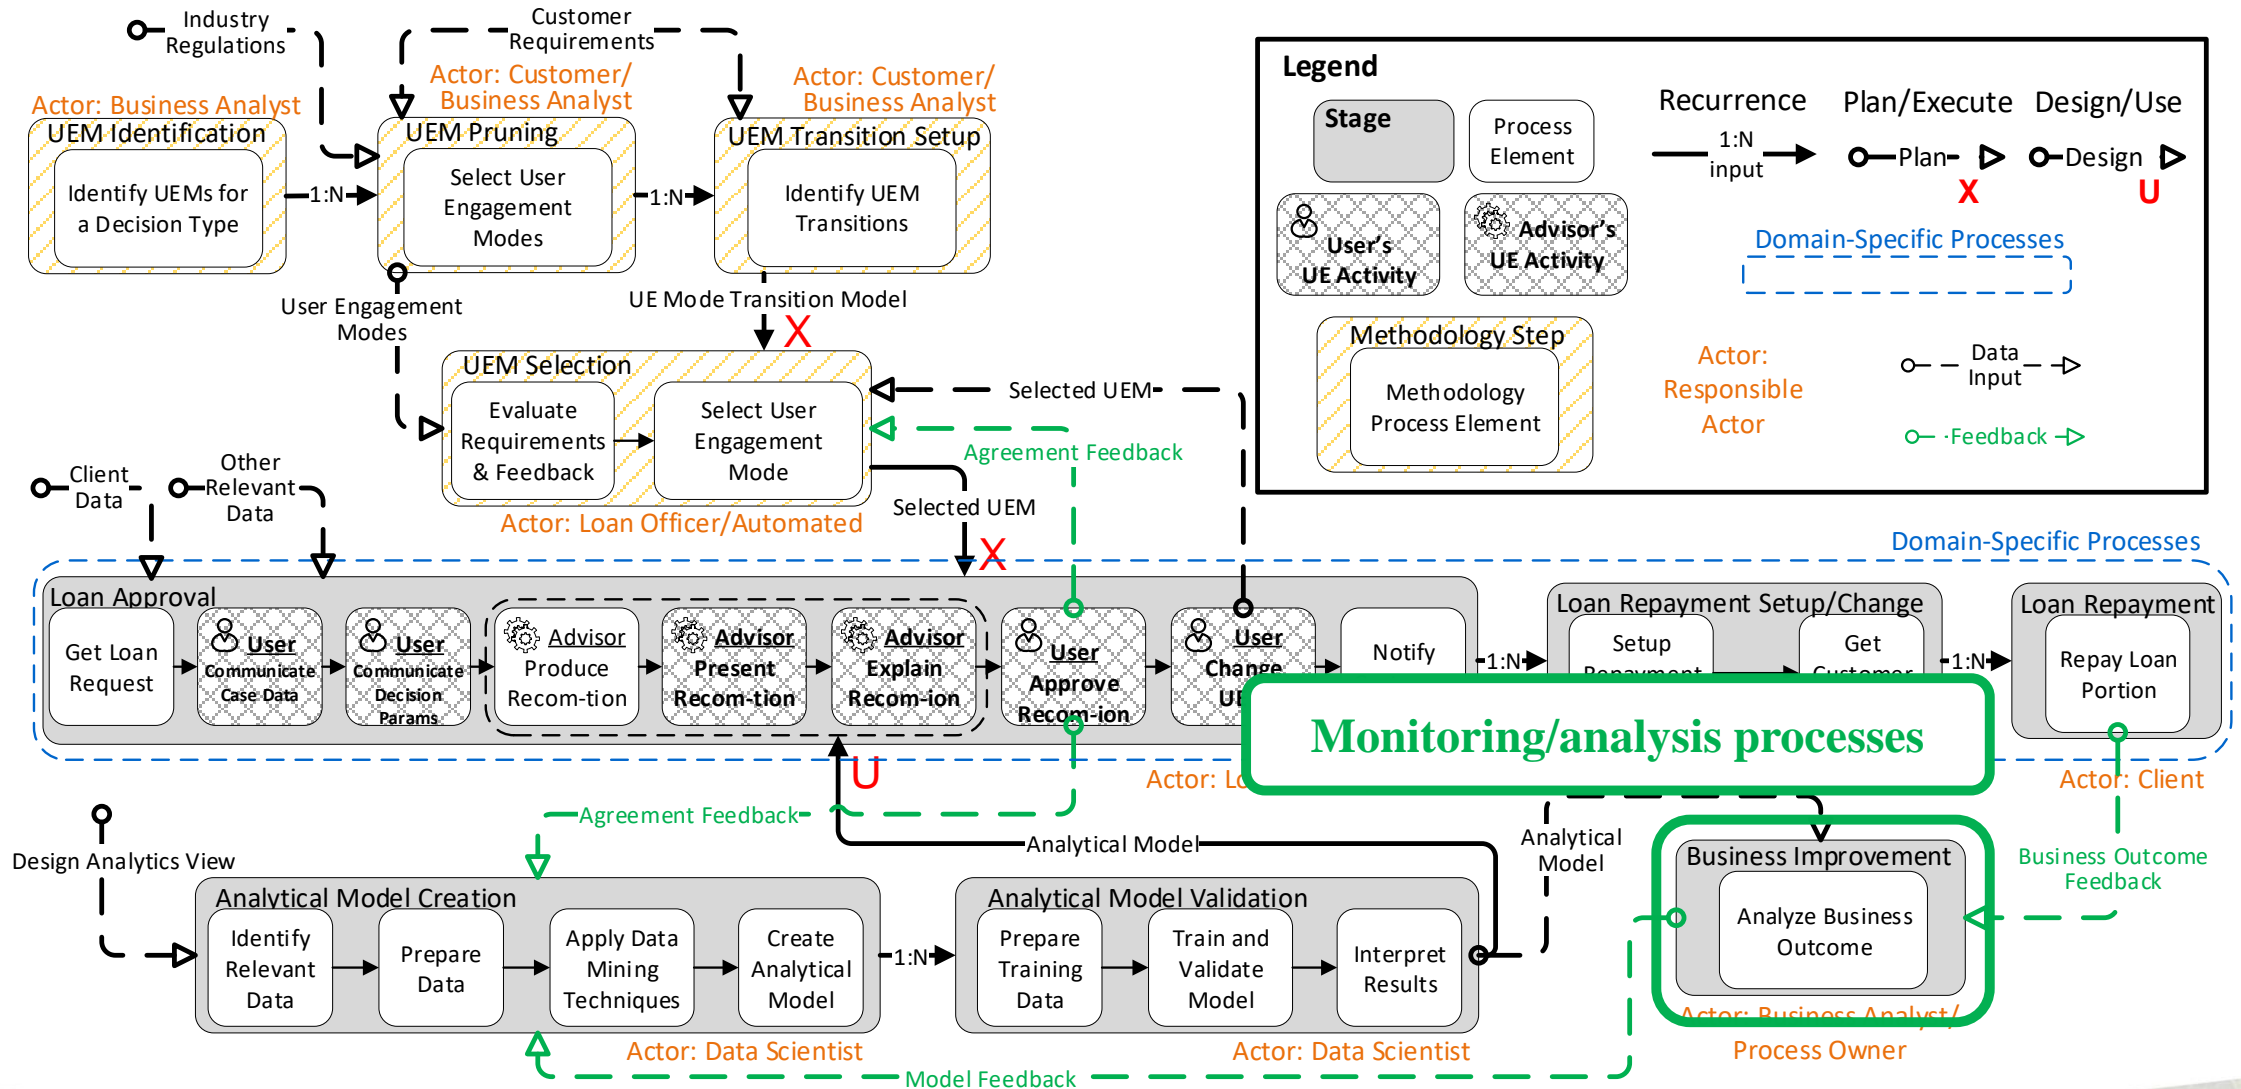 Industry
Regulations
Customer
Requirements
Actor: Business Analyst
Actor: Customer/
Business Analyst
Actor: Customer/
Business Analyst
UEM Identification
Identify UEMs for
a Decision Type
1:N
UEM Pruning
Select User
Engagement
Modes
1:N
UEM Transition Setup
Identify UEM
Transitions
Legend
Stage
Process
Element
Recurrence
1:N
input
Plan/Execute
Plan
X
Design/Use
Design
U
User's
UE Activity
Advisor's
UE Activity
Domain-Specific Processes
Methodology Step
Methodology
Process Element
Actor:
Responsible
Actor
Data
Input
Feedback
User Engagement
Modes
UE Mode Transition Model
X
UEM Selection
Evaluate
Requirements
& Feedback
Select User
Engagement
Mode
Actor: Loan Officer/Automated
Selected UEM
Agreement Feedback
Selected UEM
X
Client
Data
Other
Relevant
Data
Domain-Specific Processes
Loan Approval
Get Loan
Request
User
Communicate
Case Data
User
Communicate
Decision
Params
Advisor
Produce
Recom-tion
Advisor
Present
Recom-tion
Advisor
Explain
Recom-ion
User
Approve
Recom-ion
User
Change
Notify
1:N
Loan Repayment Setup/Change
Setup
Repayment
Get
Customer
1:N
Loan Repayment
Repay Loan
Portion
Monitoring/analysis processes
Actor:
Actor: Client
U
Agreement Feedback
Analytical Model
Analytical
Model
Design Analytics View
Analytical Model Creation
Identify
Relevant
Data
Prepare
Data
Apply Data
Mining
Techniques
Create
Analytical
Model
Actor: Data Scientist
1:N
Analytical Model Validation
Prepare
Training
Data
Train and
Validate
Model
Interpret
Results
Actor: Data Scientist
Business Improvement
Analyze Business
Outcome
Business Outcome
Feedback
Actor: Business Analyst/
Process Owner
Model Feedback